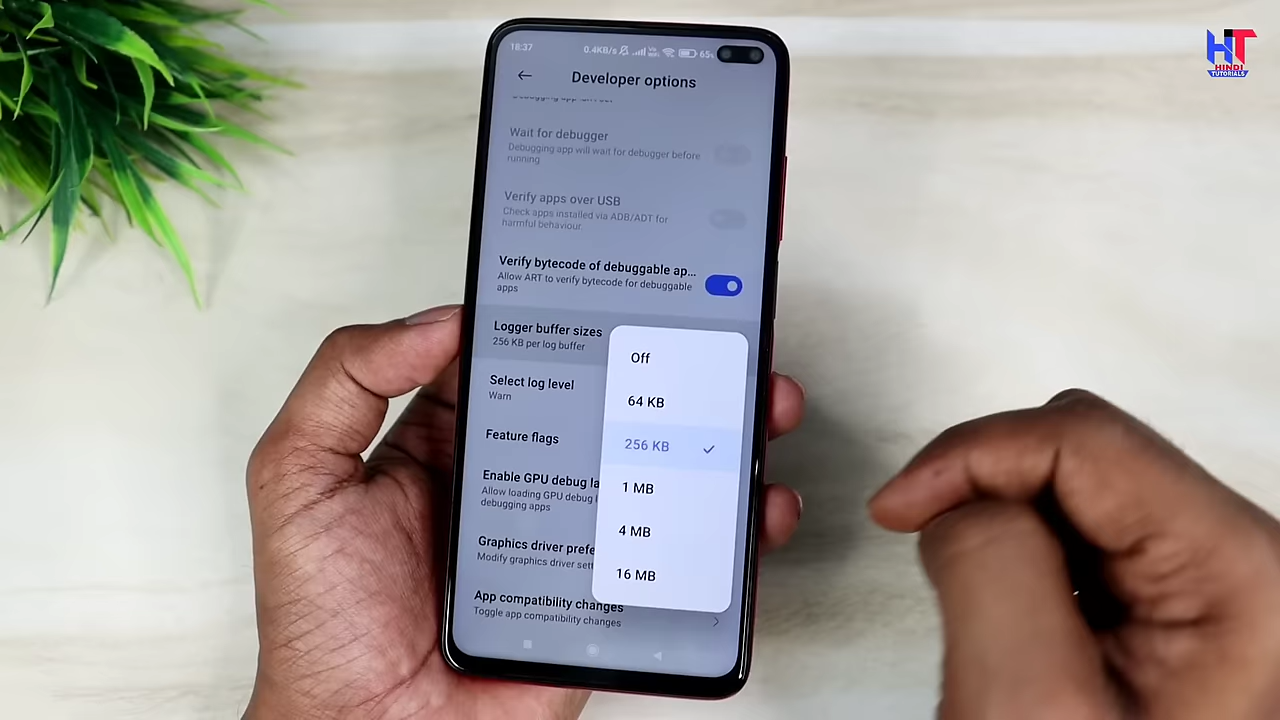 18:37
0.4KB/s
65%
HINDI
TUTORIALS
Developer options
Wait for debugger
Debugging app will wait for debugger before
running
Verify apps over USB
Check apps installed via ADB/ADT for
harmful behaviour.
Verify bytecode of debuggable ap...
Allow ART to verify bytecode for debuggable
apps
Logger buffer sizes
256 KB per log buffer
Select log level
Warn
Feature flags
Enable GPU debug la
Allow loading GPU debug l
debugging apps
Graphics driver prefe
Modify graphics driver sett
App compatibility changes
Toggle app compatibility changes
Off
64 KB
256 KB
1 MB
4 MB
16 MB